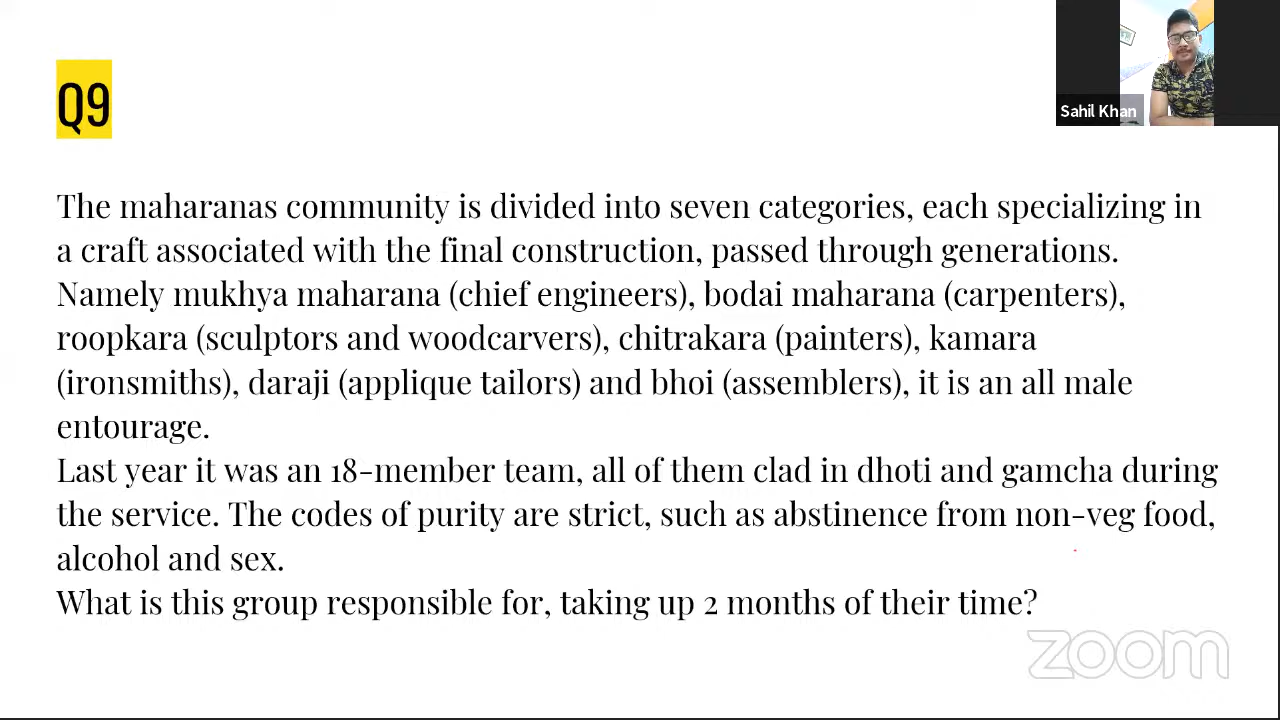 Q9
Sahil Khan
The maharanas community is divided into seven categories, each specializing in
a craft associated with the final construction, passed through generations.
Namely mukhya maharana (chief engineers), bodai maharana (carpenters),
roopkara (sculptors and woodcarvers), chitrakara (painters), kamara
(ironsmiths), daraji (applique tailors) and bhoi (assemblers), it is an all male
entourage.
Last year it was an 18-member team, all of them clad in dhoti and gamcha during
the service. The codes of purity are strict, such as abstinence from non-veg food,
alcohol and sex.
What is this group responsible for, taking up 2 months of their time?
zoom